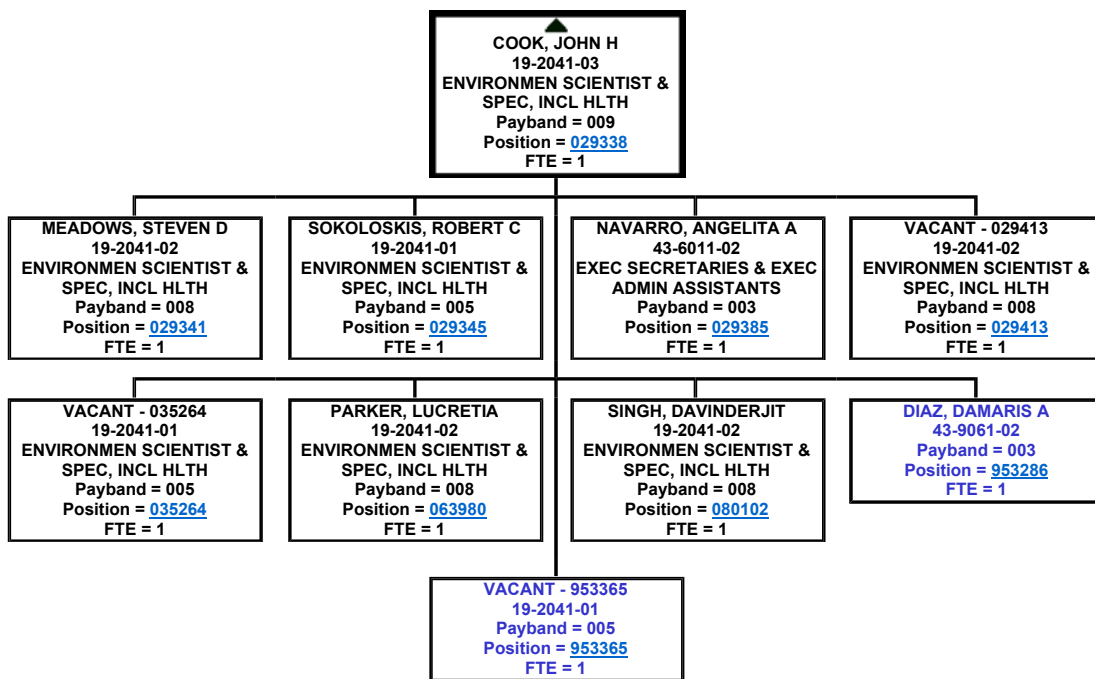 COOK, JOHN H
19-2041-03
ENVIRONMEN SCIENTIST &
SPEC, INCL HLTH
Payband = 009
Position = 029338
FTE = 1
MEADOWS, STEVEN D
19-2041-02
ENVIRONMEN SCIENTIST &
SPEC, INCL HLTH
Payband = 008
Position = 029341
FTE = 1
SOKOLOSKIS, ROBERT C
19-2041-01
ENVIRONMEN SCIENTIST &
SPEC, INCL HLTH
Payband = 005
Position = 029345
FTE = 1
NAVARRO, ANGELITA A
43-6011-02
EXEC SECRETARIES & EXEC
ADMIN ASSISTANTS
Payband = 003
Position = 029385
FTE = 1
VACANT - 029413
19-2041-02
ENVIRONMEN SCIENTIST &
SPEC, INCL HLTH
Payband = 008
Position = 029413
FTE = 1
VACANT - 035264
19-2041-01
ENVIRONMEN SCIENTIST &
SPEC, INCL HLTH
Payband = 005
Position = 035264
FTE = 1
PARKER, LUCRETIA
19-2041-02
ENVIRONMEN SCIENTIST &
SPEC, INCL HLTH
Payband = 008
Position = 063980
FTE = 1
SINGH, DAVINDERJIT
19-2041-02
ENVIRONMEN SCIENTIST &
SPEC, INCL HLTH
Payband = 008
Position = 080102
FTE = 1
DIAZ, DAMARIS A
43-9061-02
Payband = 003
Position = 953286
FTE = 1
VACANT - 953365
19-2041-01
Payband = 005
Position = 953365
FTE = 1